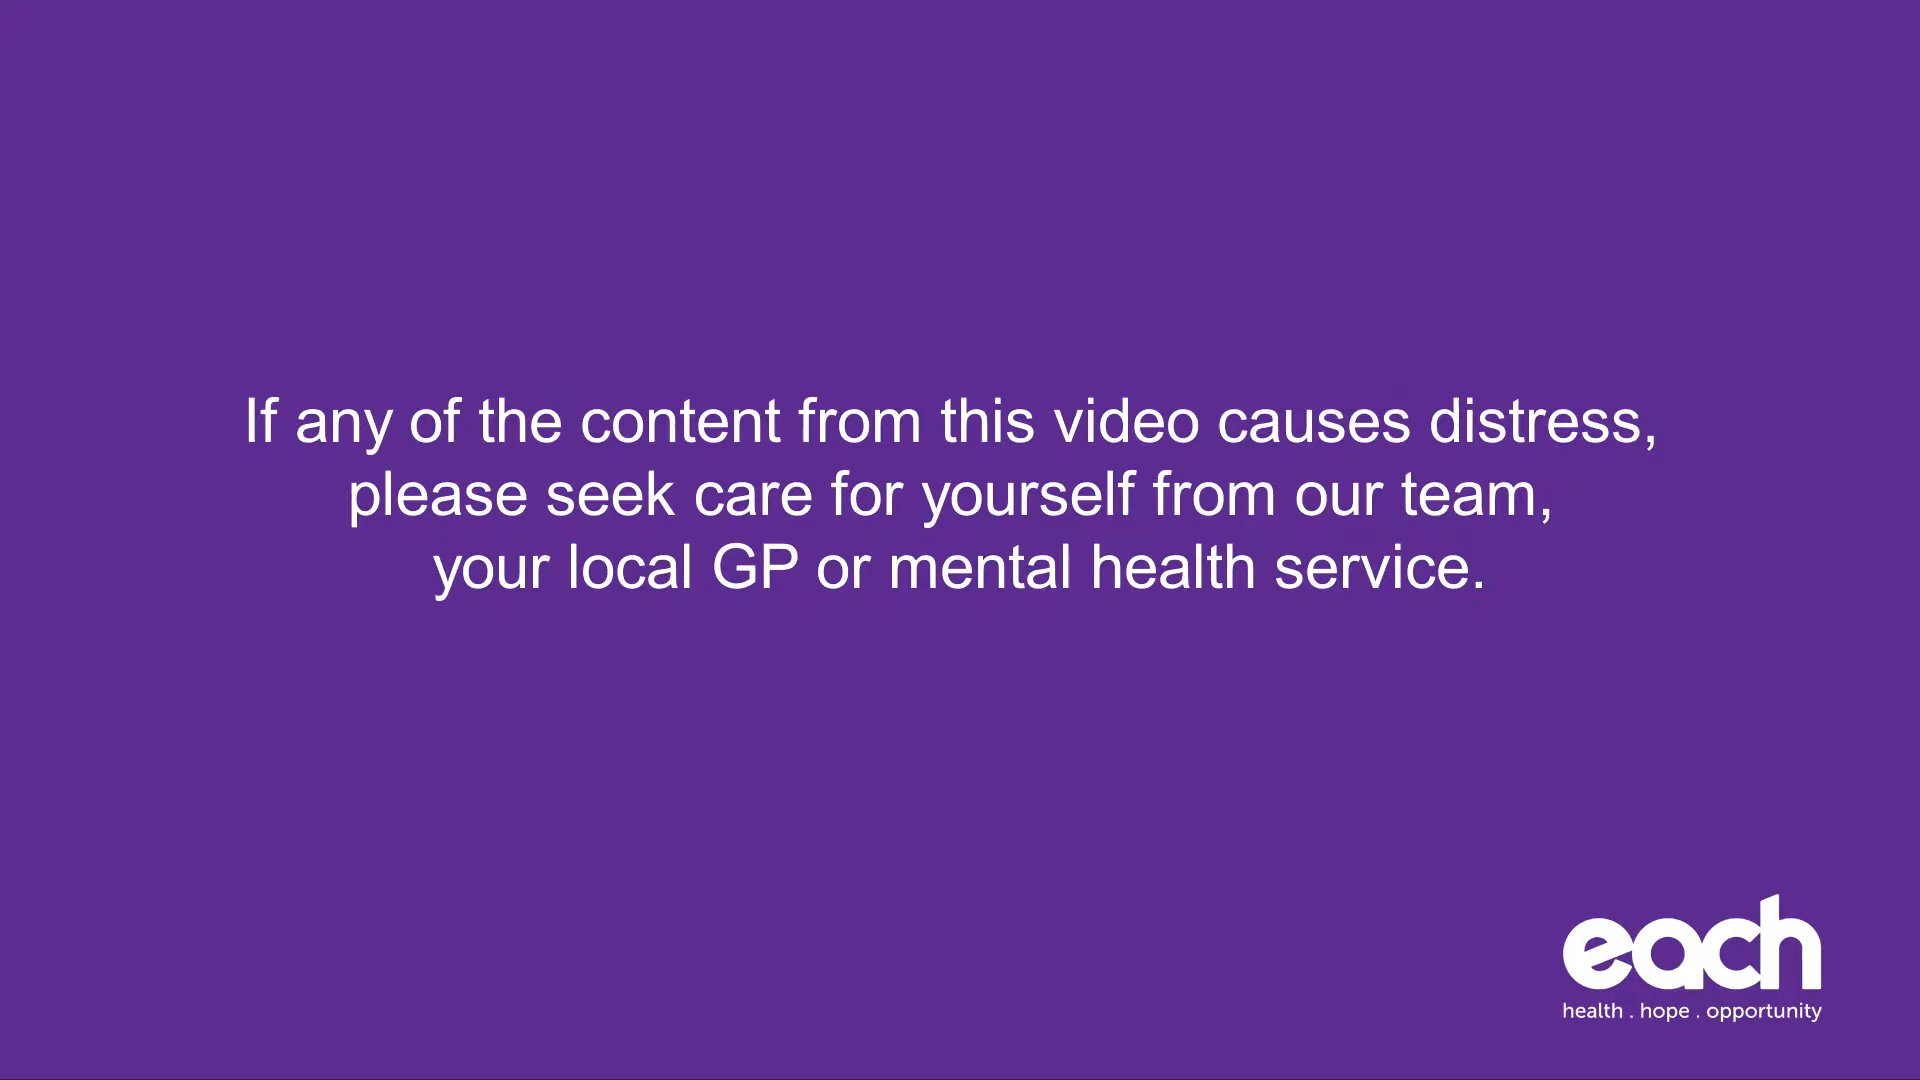 If any of the content from this video causes distress,
please seek care for yourself from our team,
your local GP or mental health service.
each
health . hope . opportunity